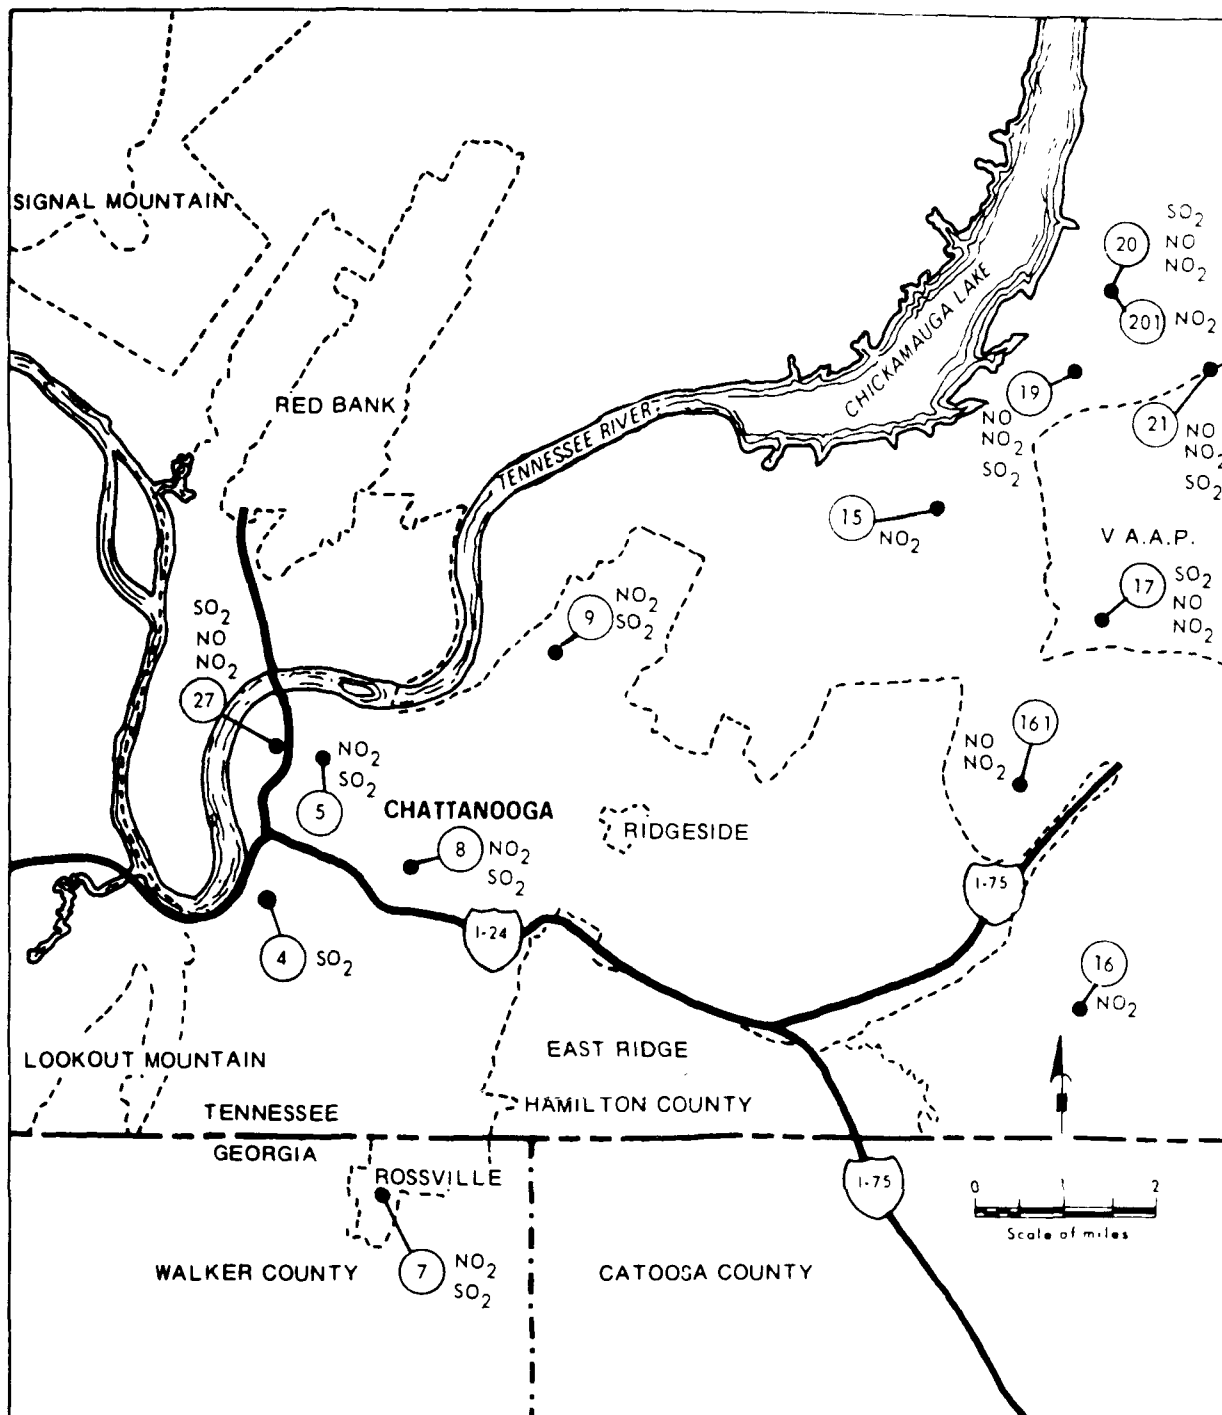 SIGNAL MOUNTAIN
SO2
NO
NO2
20
201
NO2
CHICKAMAUGA LAKE
RED BANK
TENNESSEE RIVER
19
NO
NO2
SO2
21
NO
NO2
SO2
15
NO2
V A.A.P.
17
SO2
NO
NO2
9
NO2
SO2
SO2
NO
NO2
27
NO2
SO2
5
161
NO
NO2
CHATTANOOGA
RIDGESIDE
8
NO2
SO2
I-75
I-24
4
SO2
16
NO2
LOOKOUT MOUNTAIN
EAST RIDGE
HAMILTON COUNTY
TENNESSEE
GEORGIA
ROSSVILLE
I-75
0 1 2
Scale of miles
WALKER COUNTY
7
NO2
SO2
CATOOSA COUNTY